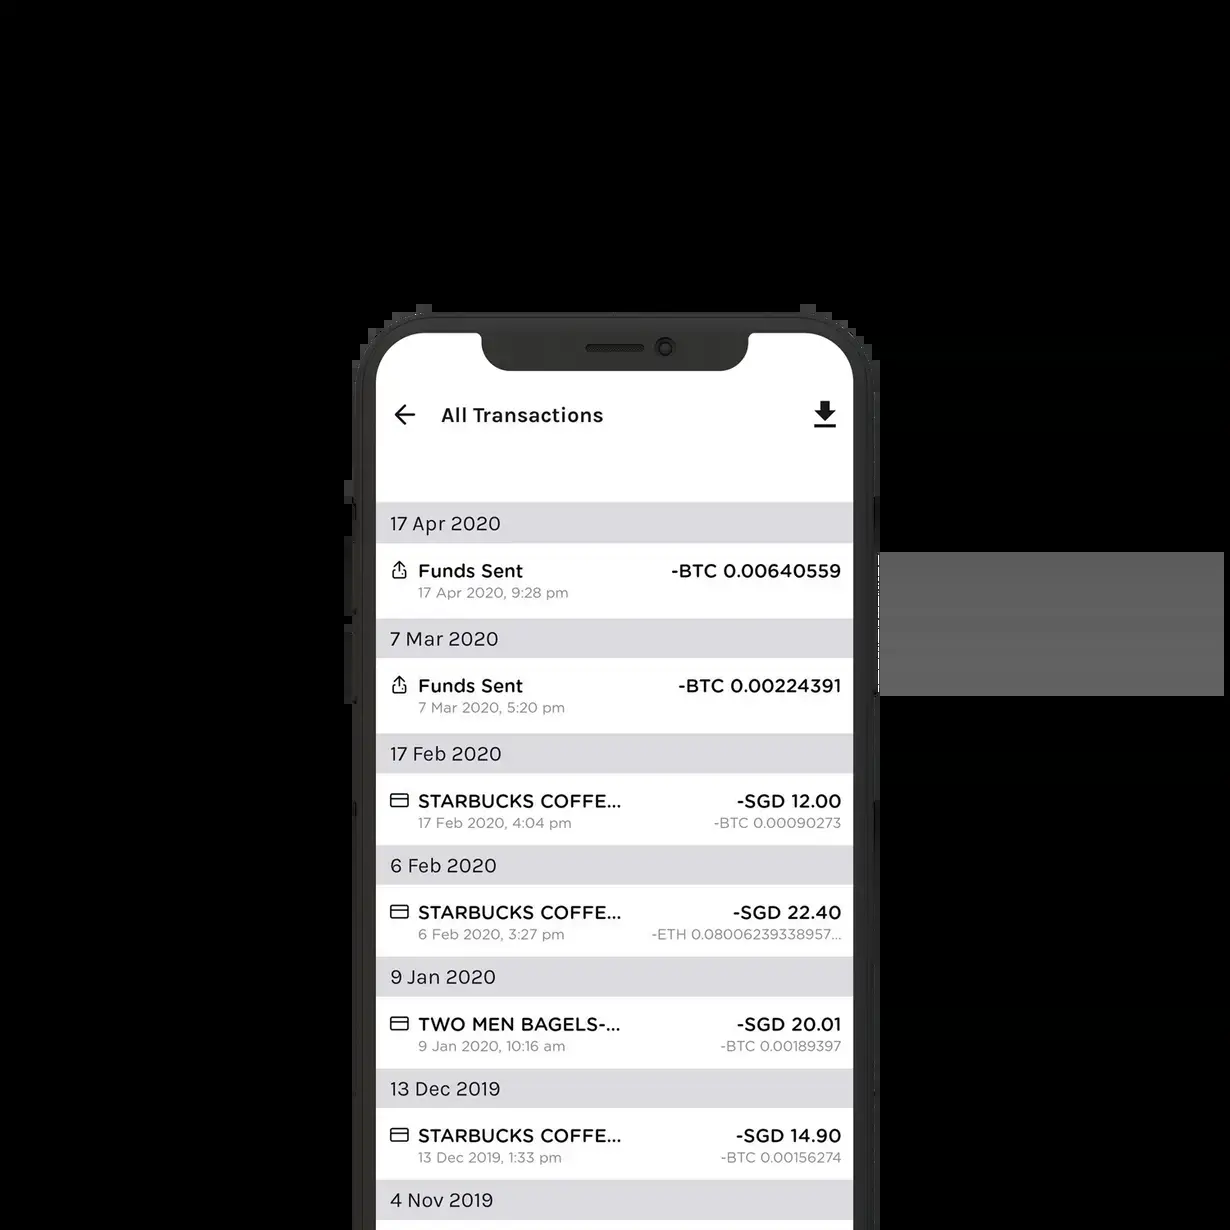 All Transactions
17 Apr 2020
Funds Sent -BTC 0.00640559
17 Apr 2020, 9:28 pm
7 Mar 2020
Funds Sent -BTC 0.00224391
7 Mar 2020, 5:20 pm
17 Feb 2020
STARBUCKS COFFE... -SGD 12.00
17 Feb 2020, 4:04 pm -BTC 0.00090273
6 Feb 2020
STARBUCKS COFFE... -SGD 22.40
6 Feb 2020, 3:27 pm -ETH 0.08006239338957...
9 Jan 2020
TWO MEN BAGELS-... -SGD 20.01
9 Jan 2020, 10:16 am -BTC 0.00189397
13 Dec 2019
STARBUCKS COFFE... -SGD 14.90
13 Dec 2019, 1:33 pm -BTC 0.00156274
4 Nov 2019